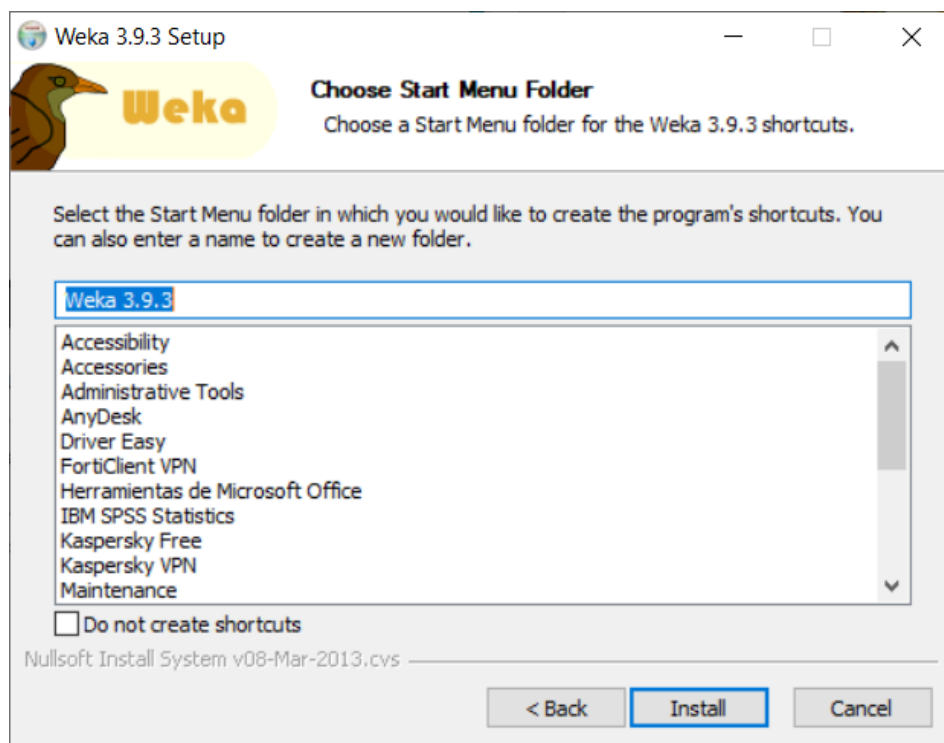 Weka 3.9.3 Setup
Weka
Choose Start Menu Folder
Choose a Start Menu folder for the Weka 3.9.3 shortcuts.
Select the Start Menu folder in which you would like to create the program's shortcuts. You
can also enter a name to create a new folder.
Weka 3.9.3
Accessibility
Accessories
Administrative Tools
AnyDesk
Driver Easy
FortiClient VPN
Herramientas de Microsoft Office
IBM SPSS Statistics
Kaspersky Free
Kaspersky VPN
Maintenance
Do not create shortcuts
Nullsoft Install System v08-Mar-2013.cvs
< Back
Install
Cancel